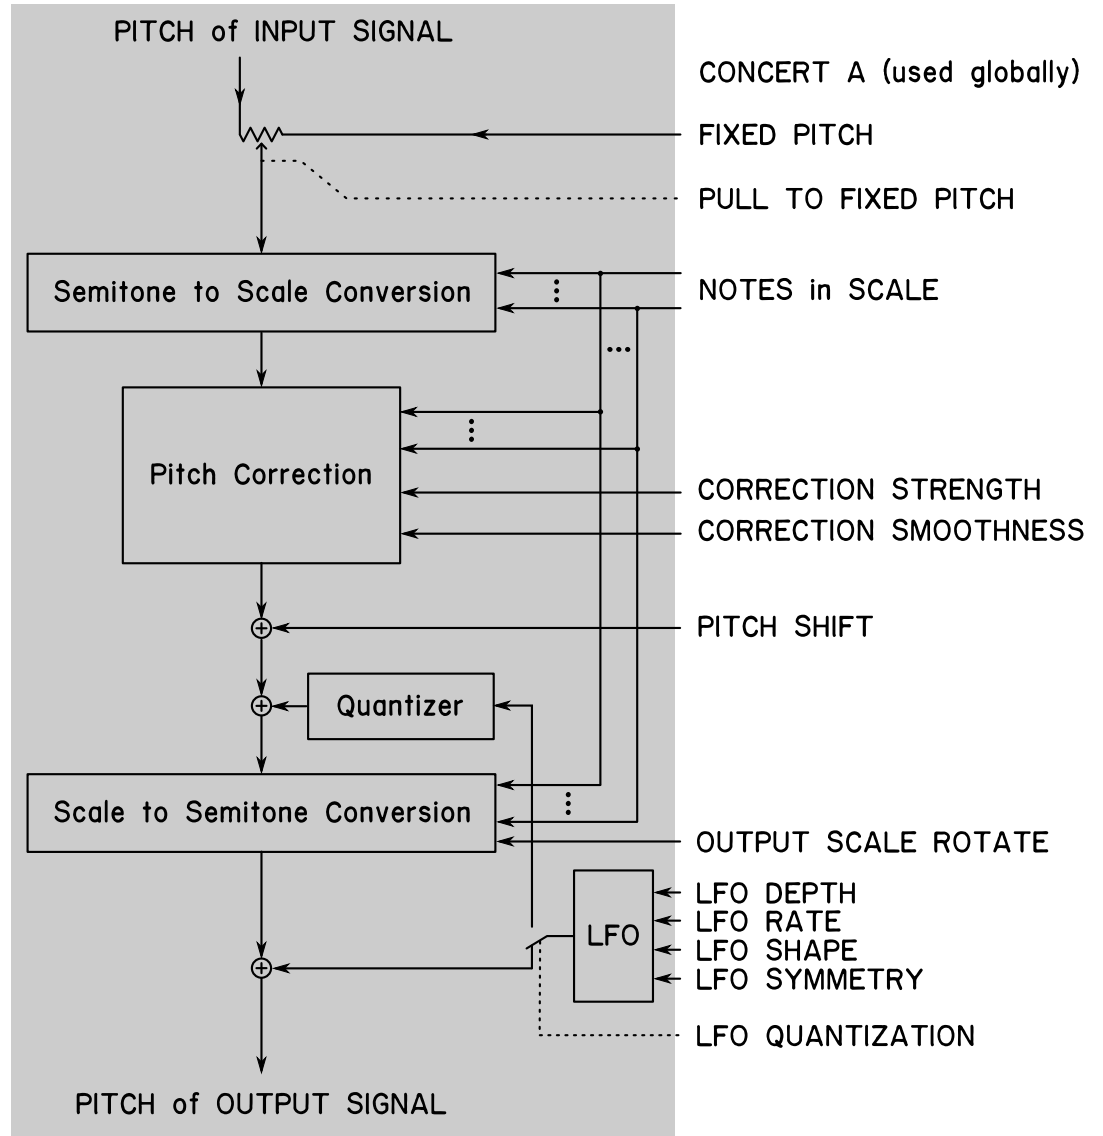 PITCH of INPUT SIGNAL
CONCERT A (used globally)
FIXED PITCH
PULL TO FIXED PITCH
Semitone to Scale Conversion
NOTES in SCALE
Pitch Correction
CORRECTION STRENGTH
CORRECTION SMOOTHNESS
PITCH SHIFT
Quantizer
Scale to Semitone Conversion
OUTPUT SCALE ROTATE
LFO
LFO DEPTH
LFO RATE
LFO SHAPE
LFO SYMMETRY
LFO QUANTIZATION
PITCH of OUTPUT SIGNAL